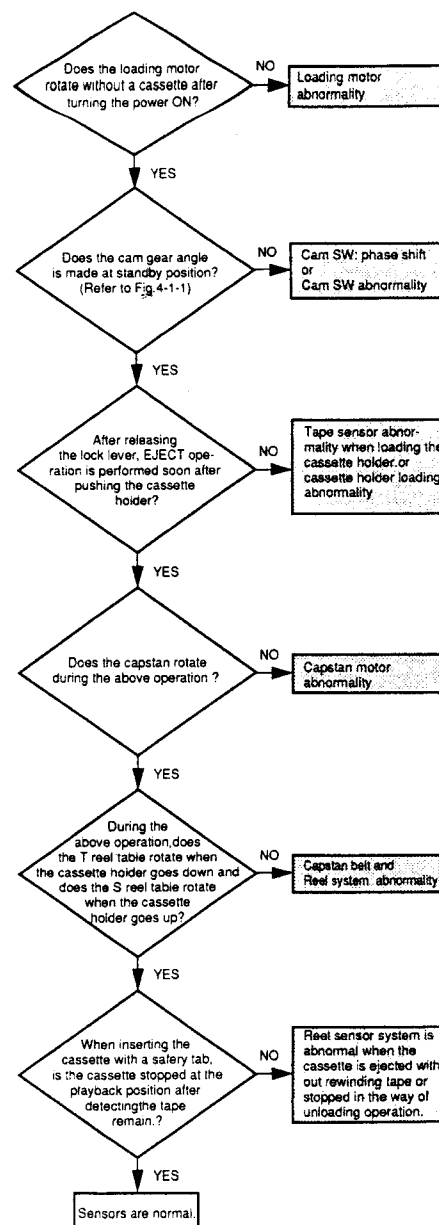 Does the loading motor
rotate without a cassette after
turning the power ON?
NO
Loading motor
abnormality
YES
Does the cam gear angle
is made at standby position?
(Refer to Fig.4-1-1)
NO
Cam SW: phase shift
or
Cam SW abnormality
YES
After releasing
the lock lever, EJECT ope-
ration is performed soon after
pushing the cassette
holder?
NO
Tape sensor abnor-
mality when loading the
cassette holder.or
cassette holder loading
abnormality
YES
Does the capstan rotate
during the above operation ?
NO
Capstan motor
abnormality
YES
During the
above operation,does
the T reel table rotate when
the cassette holder goes down and
does the S reel table rotate
when the cassette
holder goes up?
NO
Capstan belt and
Reel system abnormality
YES
When inserting the
cassette with a safery tab,
is the cassette stopped at the
playback position after
detectingthe tape
remain.?
NO
Reel sensor system is
abnormal when the
cassette is ejected with
out rewinding tape or
stopped in the way of
unloading operation.
YES
Sensors are normal.